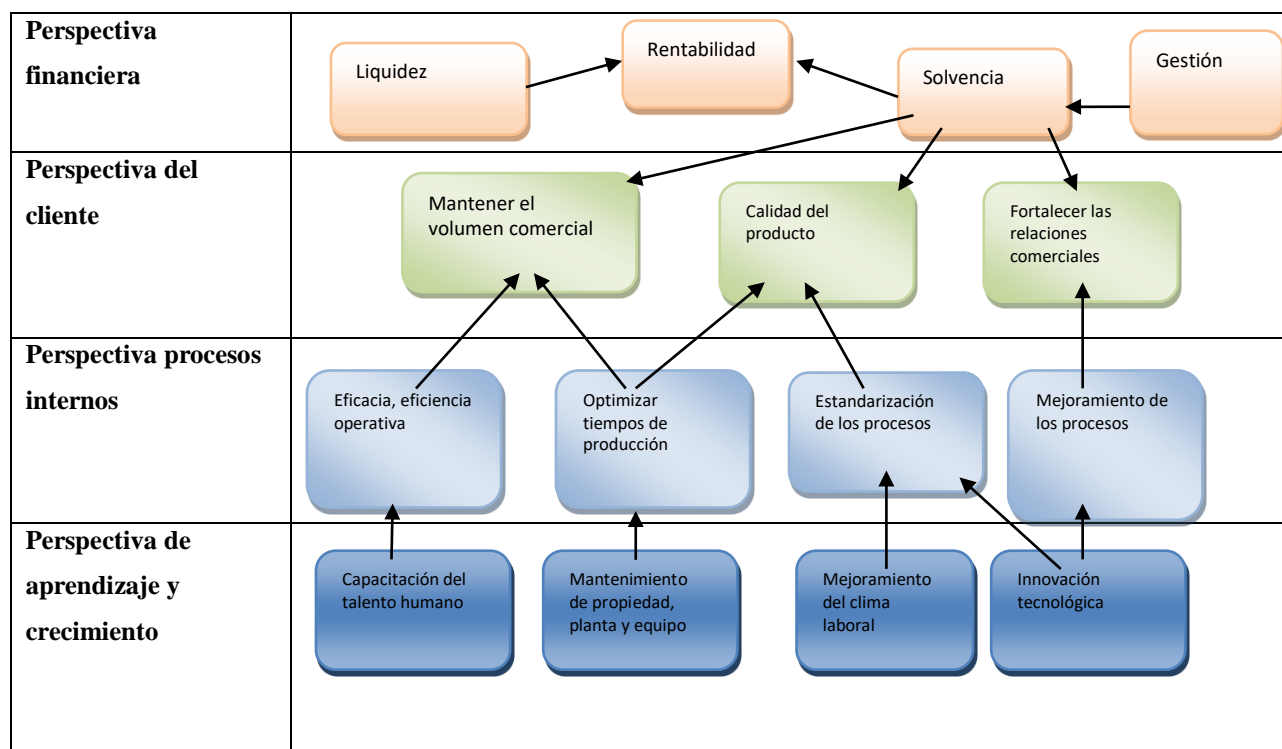 Perspectiva
financiera
Liquidez
Rentabilidad
Solvencia
Gestión
Perspectiva del
cliente
Mantener el
volumen comercial
Calidad del
producto
Fortalecer las
relaciones
comerciales
Perspectiva procesos
internos
Eficacia, eficiencia
operativa
Optimizar
tiempos de
producción
Estandarización
de los procesos
Mejoramiento de
los procesos
Perspectiva de
aprendizaje y
crecimiento
Capacitación del
talento humano
Mantenimiento
de propiedad,
planta y equipo
Mejoramiento
del clima
laboral
Innovación
tecnológica